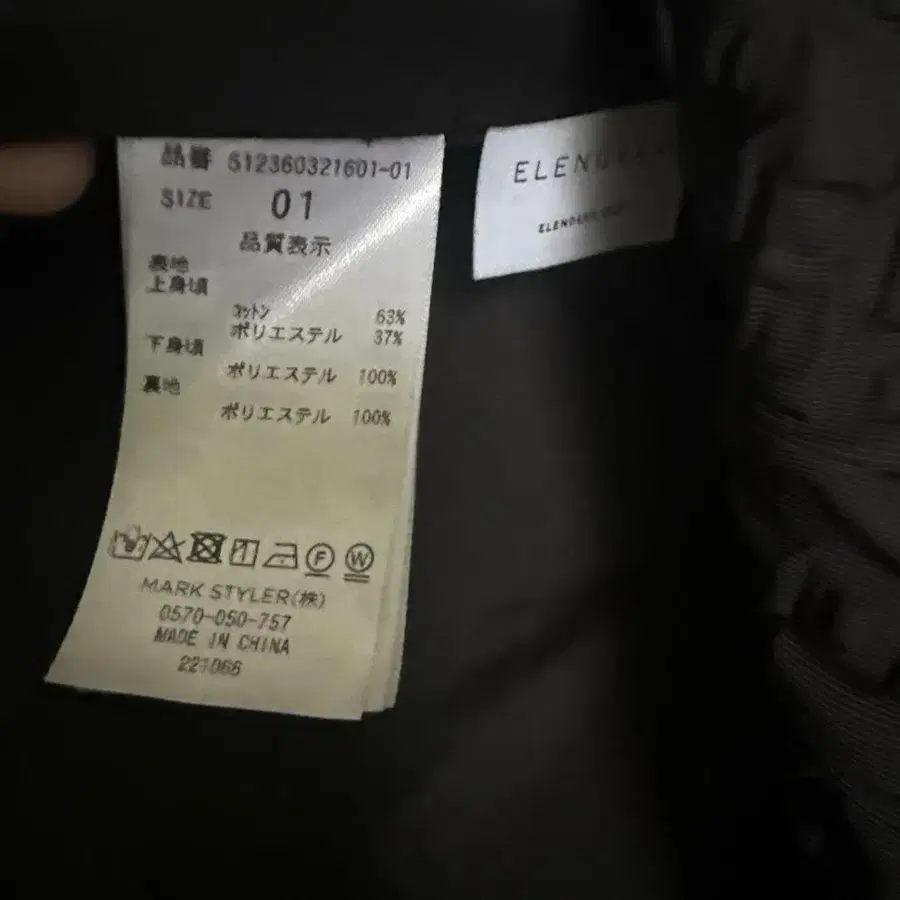 品番 512360321601-01
SIZE 01
品質表示
表地
上身頃
コットン 63%
ポリエステル 37%
下身頃
ポリエステル 100%
裏地
ポリエステル 100%
F W
MARK STYLER(株)
0570-050-757
MADE IN CHINA
221066